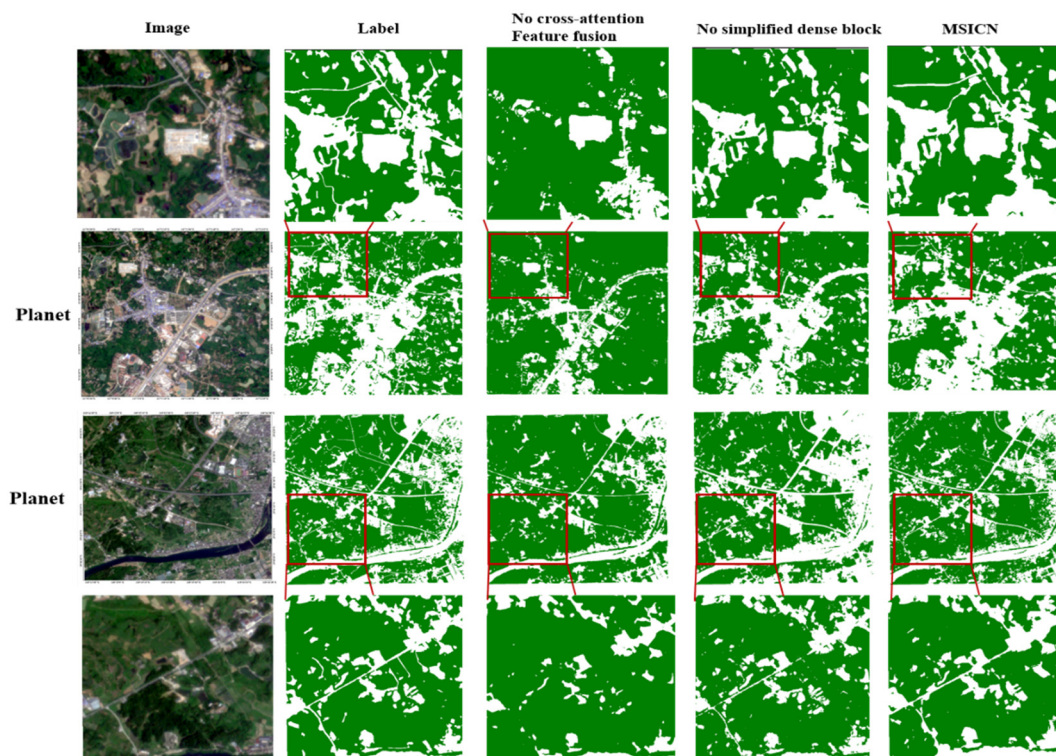 Image
Label
No cross-attention
Feature fusion
No simplified dense block
MSICN
Planet
Planet